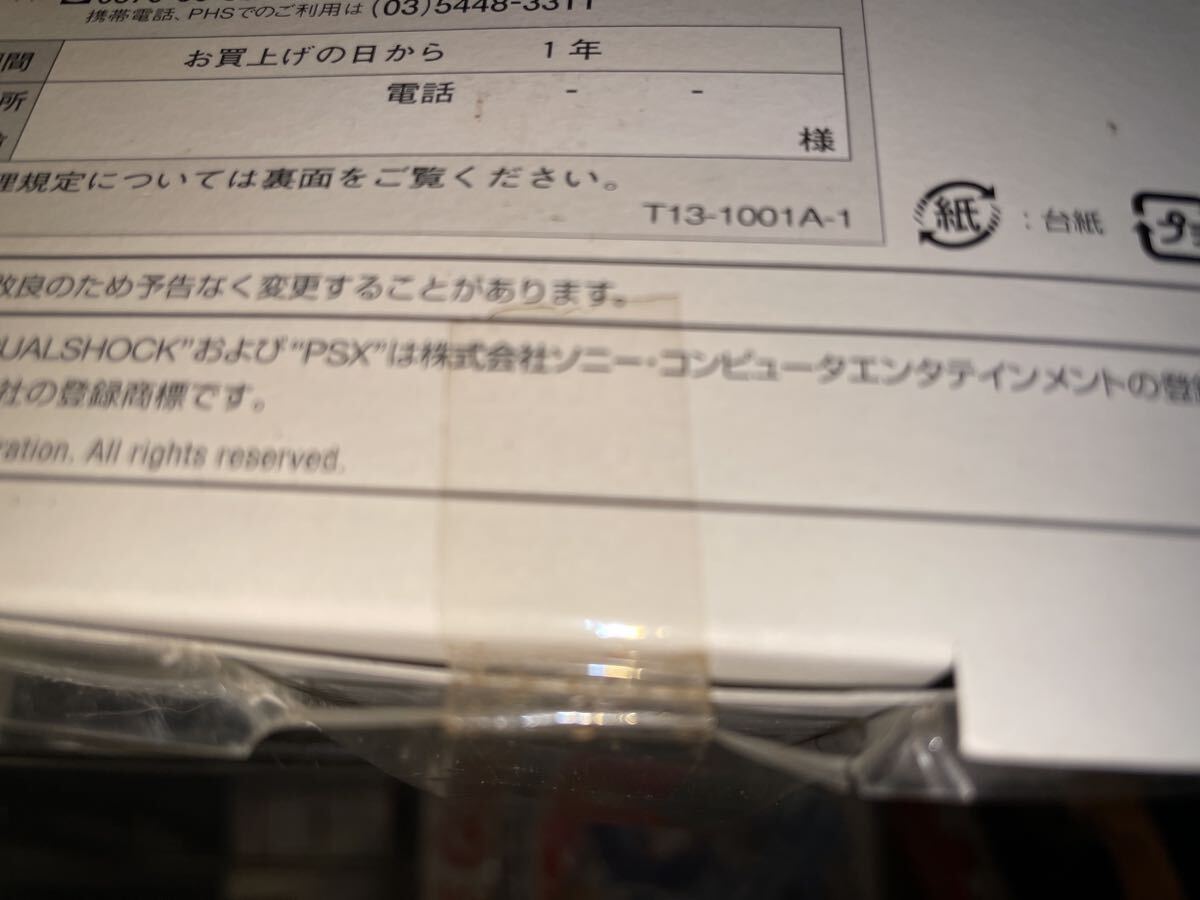 携帯電話、PHSでのご利用は (03)5448-3311
間 お買上げの日から 1年
所 電話 - -
様
理規定については裏面をご覧ください。
T13-1001A-1
紙 : 台紙 プラ
改良のため予告なく変更することがあります。
UALSHOCK”および“PSX”は株式会社ソニー・コンピュータエンタテインメントの登録
社の登録商標です。
ration. All rights reserved.